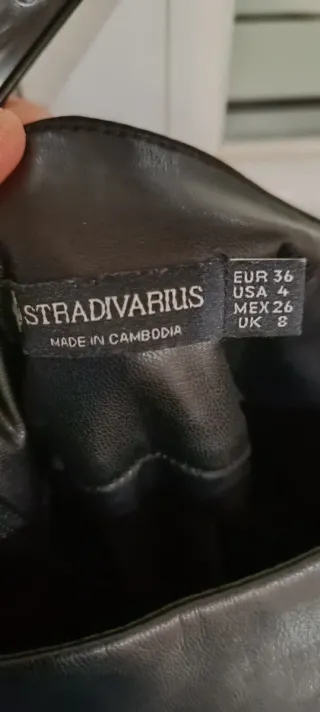 STRADIVARIUS
MADE IN CAMBODIA
EUR 36
USA 4
MEX 26
UK 8